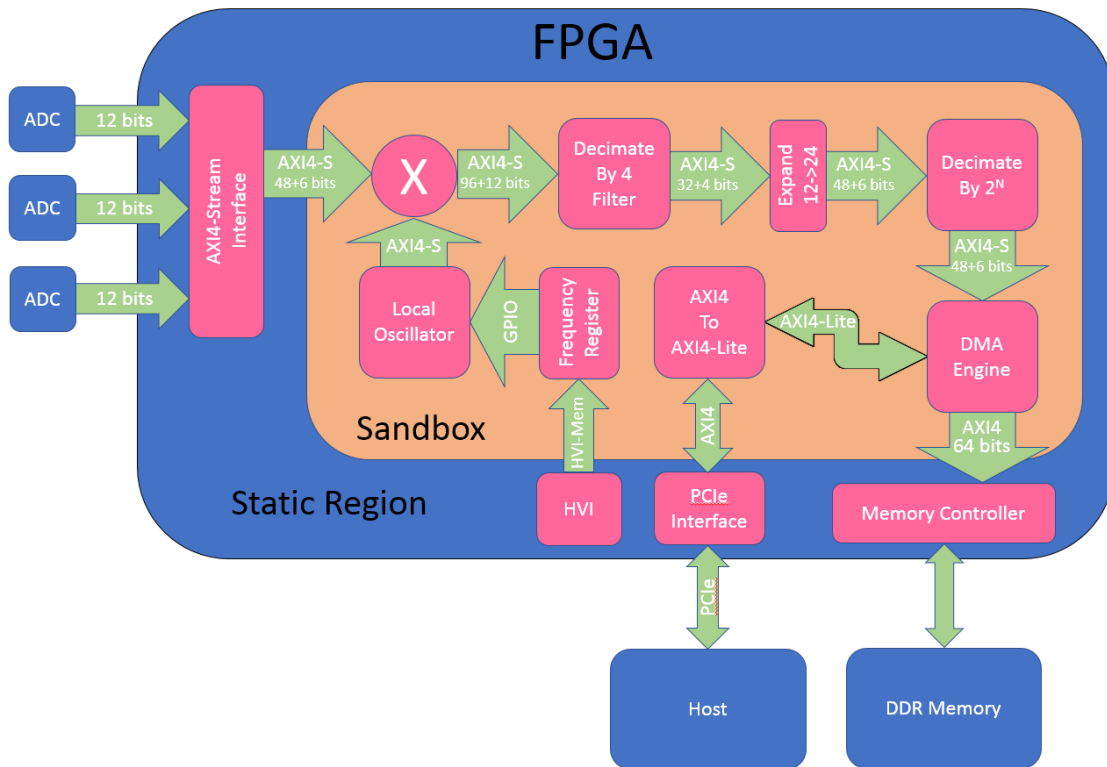 FPGA
ADC
12 bits
ADC
12 bits
ADC
12 bits
AXI4-Stream
Interface
AXI4-S
48+6 bits
X
AXI4-S
96+12 bits
Decimate
By 4
Filter
AXI4-S
32+4 bits
Expand
12->24
AXI4-S
48+6 bits
Decimate
By 2ᴺ
AXI4-S
Local
Oscillator
GPIO
Frequency
Register
AXI4
To
AXI4-Lite
AXI4-Lite
AXI4-S
48+6 bits
DMA
Engine
Sandbox
HVI-Mem
AXI4
AXI4
64 bits
Static Region
HVI
PCIe
Interface
Memory Controller
PCIe
Host
DDR Memory